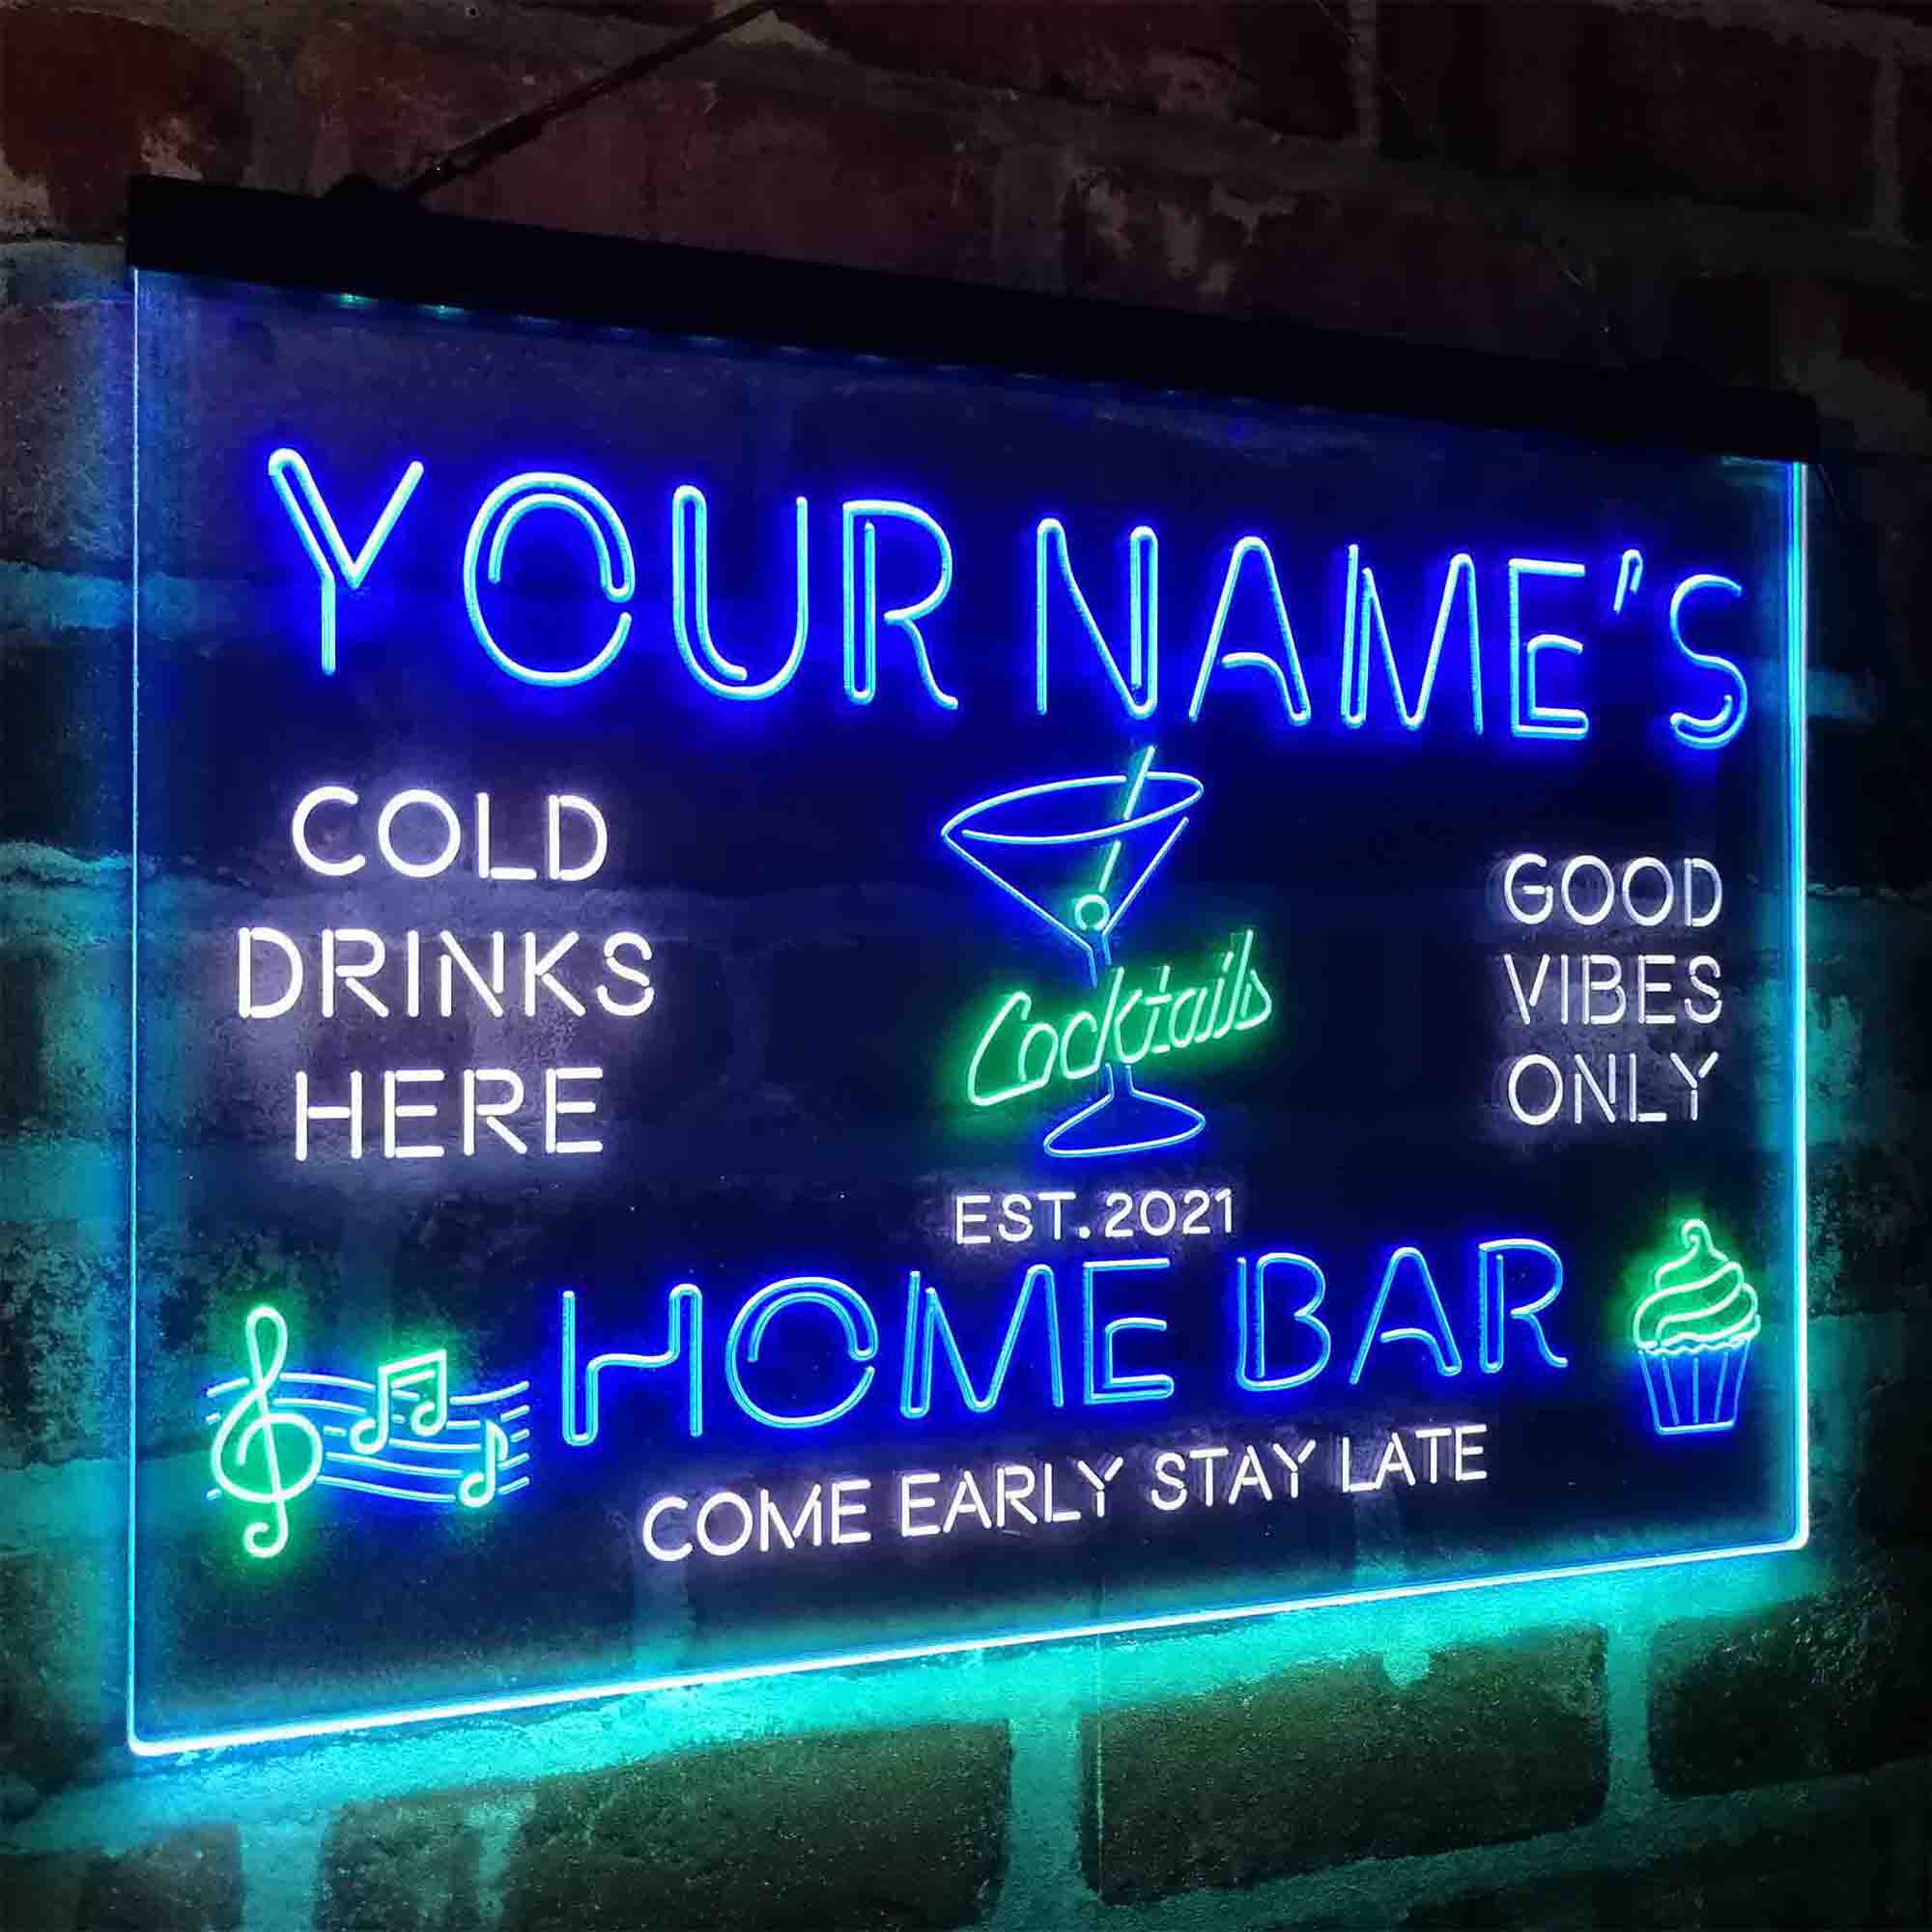 YOUR NAME'S
COLD
DRINKS
HERE
Cocktails
GOOD
VIBES
ONLY
EST.2021
HOME BAR
COME EARLY STAY LATE